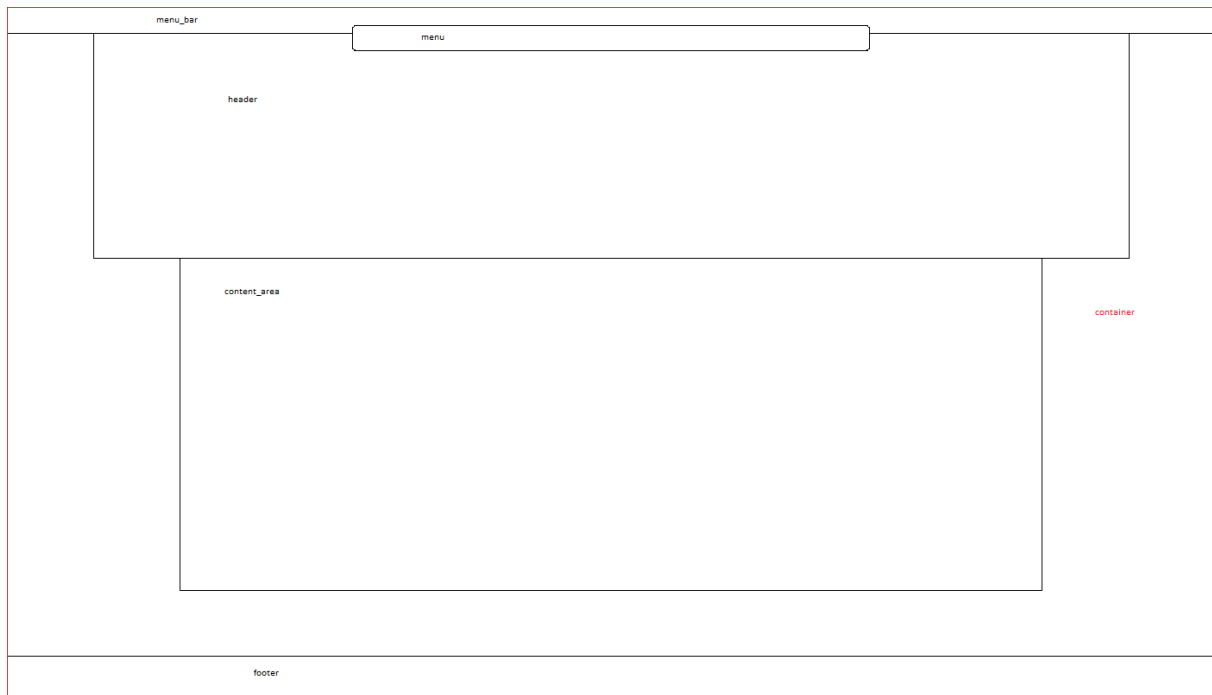 menu_bar
menu
header
content_area
container
footer